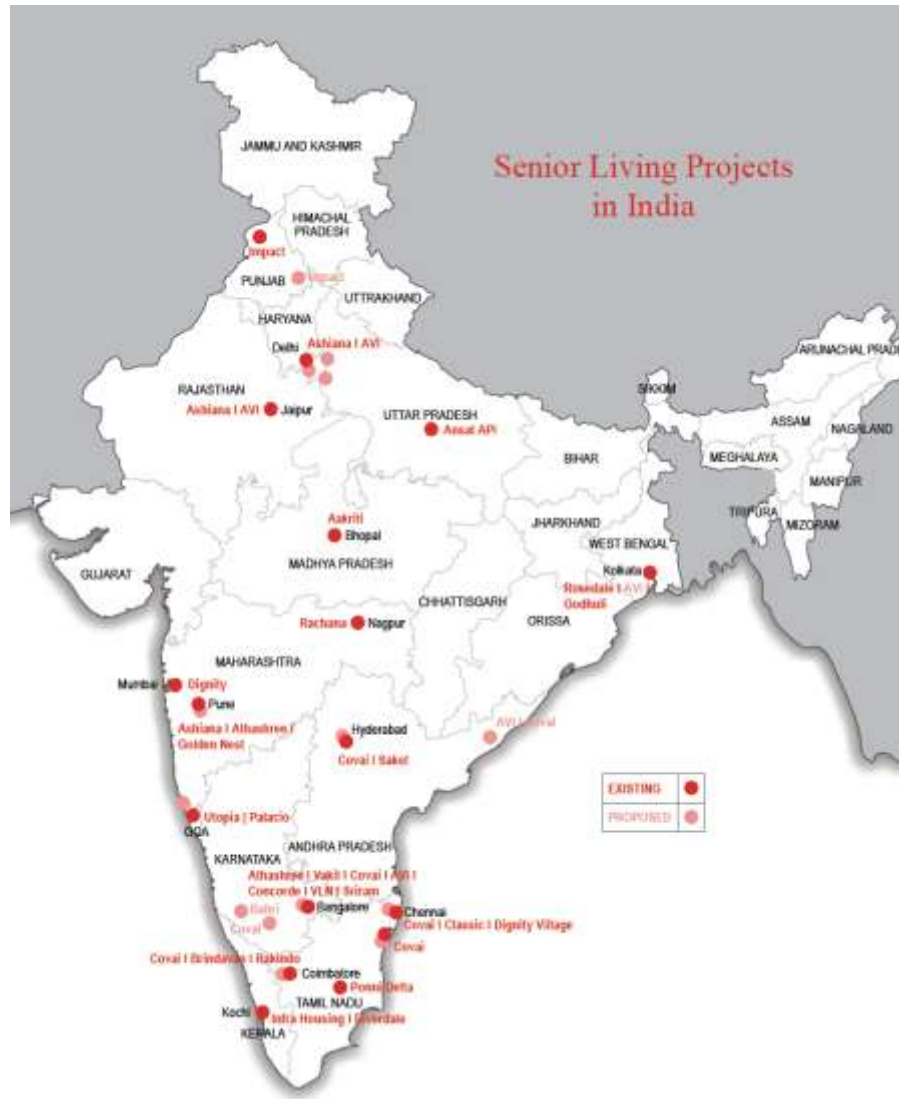 Senior Living Projects
in India
JAMMU AND KASHMIR
HIMACHAL
PRADESH
Impact
PUNJAB
Impact
UTTRAKHAND
HARYANA
Delhi
Ashiana I AVI
ARUNACHAL PRAD
RAJASTHAN
SIKKIM
Ashiana I AVI
Jaipur
UTTAR PRADESH
Ansal API
ASSAM
NAGALAND
MEGHALAYA
BIHAR
MANIPUR
TRIPURA
MIZORAM
Aakriti
Bhopal
JHARKHAND
WEST BENGAL
MADHYA PRADESH
GUJARAT
Kolkata
Rosedale I AVI I
Godhuli
CHHATTISGARH
ORISSA
Rachana
Nagpur
MAHARASHTRA
Mumbai
Dignity
Pune
Ashiana I Athashree /
Golden Nest
Hyderabad
Covai I Saket
AVI
EXISTING
PROPOSED
Utopia | Palacio
GOA
KARNATAKA
ANDHRA PRADESH
Athashree I Vakil I Covai I AVI I
Concorde I VLN | Sriram
Bangalore
Chennai
Covai I Classic I Dignity Village
Covai
Covai
Covai I Brindavan I Rakindo
Coimbatore
Ponni Delta
TAMIL NADU
Kochi
Infra Housing I Riverdale
KERALA